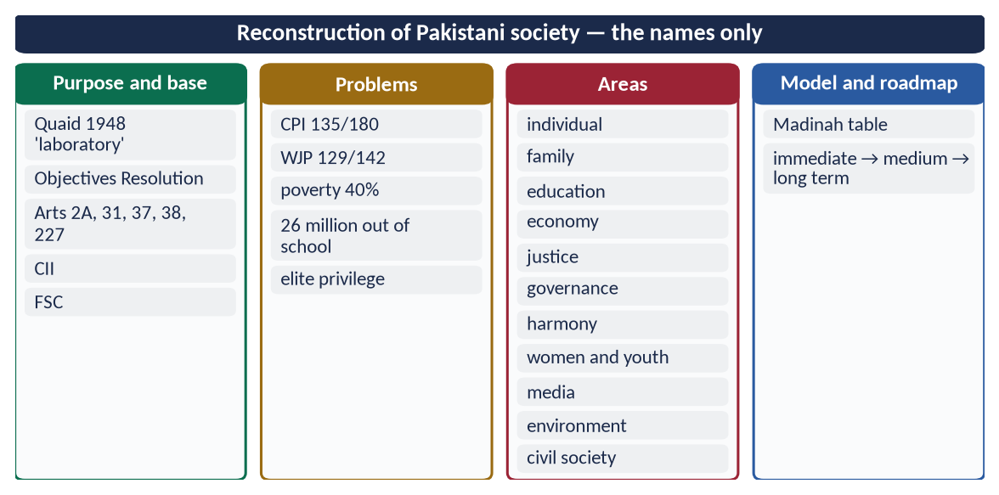 Reconstruction of Pakistani society — the names only
Purpose and base
Quaid 1948
'laboratory'
Objectives Resolution
Arts 2A, 31, 37, 38,
227
CII
FSC
Problems
CPI 135/180
WJP 129/142
poverty 40%
26 million out of
school
elite privilege
Areas
individual
family
education
economy
justice
governance
harmony
women and youth
media
environment
civil society
Model and roadmap
Madinah table
immediate → medium →
long term